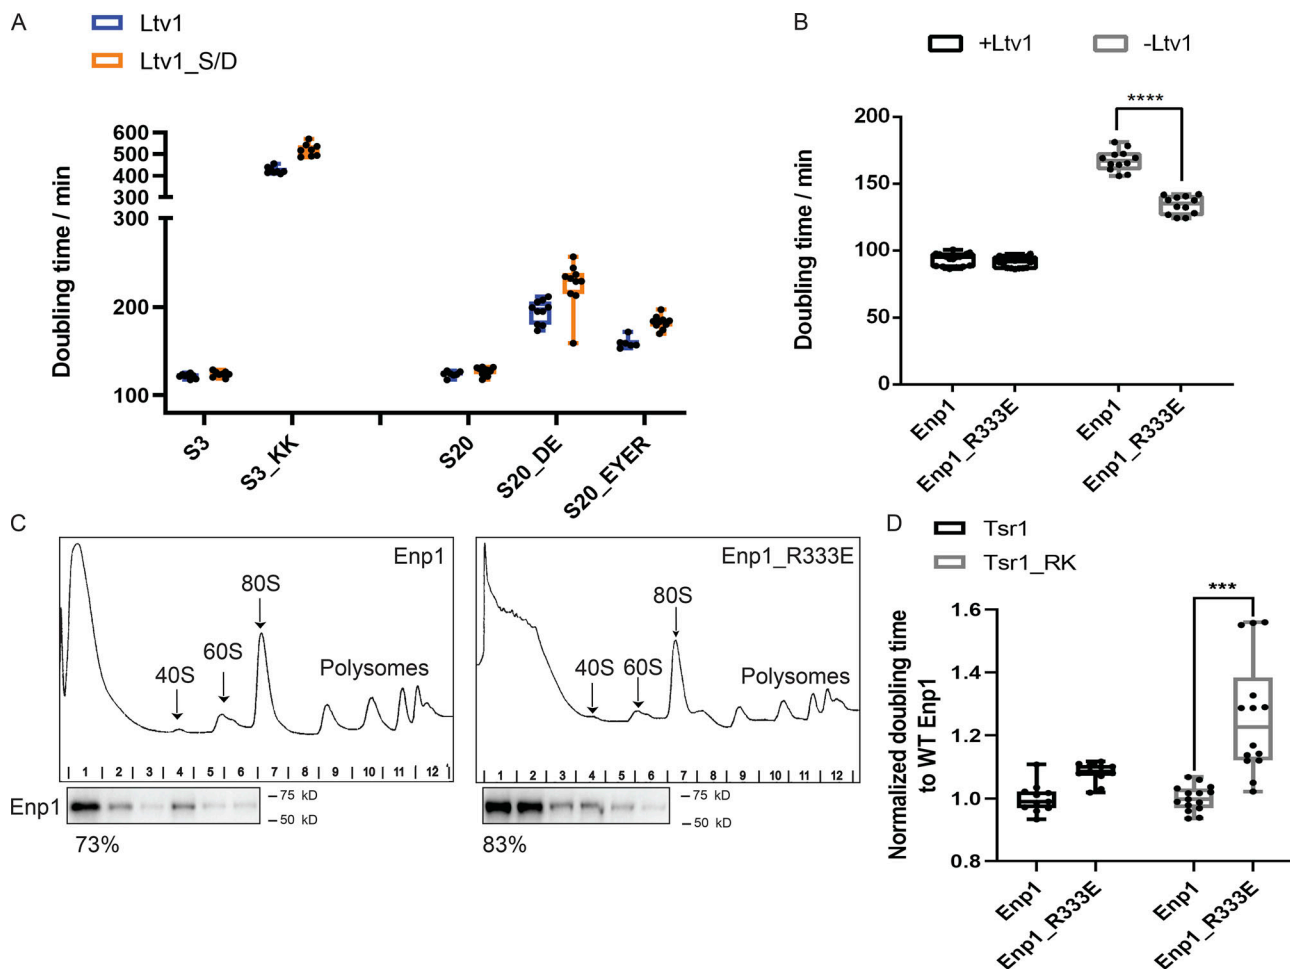 A
Ltv1
Ltv1_S/D
Doubling time / min
600
500
400
300
300
200
100
S3
S3_KK
S20
S20_DE
S20_EYER
B
+Ltv1
-Ltv1
Doubling time / min
200
150
100
50
0
****
Enp1
Enp1_R333E
Enp1
Enp1_R333E
C
Enp1
40S
60S
80S
Polysomes
1 2 3 4 5 6 7 8 9 10 11 12
Enp1
75 kD
50 kD
73%
Enp1_R333E
40S
60S
80S
Polysomes
1 2 3 4 5 6 7 8 9 10 11 12
75 kD
50 kD
83%
D
Tsr1
Tsr1_RK
Normalized doubling time
to WT Enp1
1.6
1.4
1.2
1.0
0.8
***
Enp1
Enp1_R333E
Enp1
Enp1_R333E